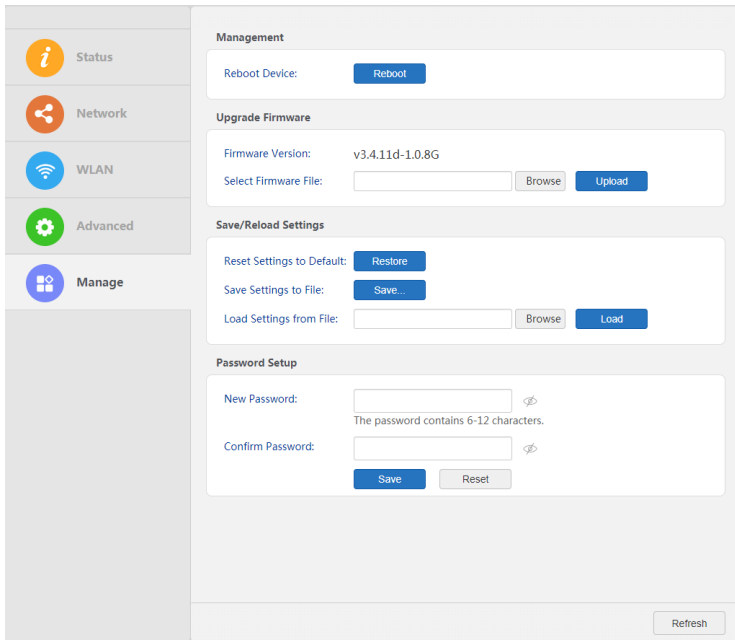 Status
Network
WLAN
Advanced
Manage
Management
Reboot Device: Reboot
Upgrade Firmware
Firmware Version: v3.4.11d-1.0.8G
Select Firmware File: Browse Upload
Save/Reload Settings
Reset Settings to Default: Restore
Save Settings to File: Save...
Load Settings from File: Browse Load
Password Setup
New Password:
The password contains 6-12 characters.
Confirm Password:
Save Reset
Refresh